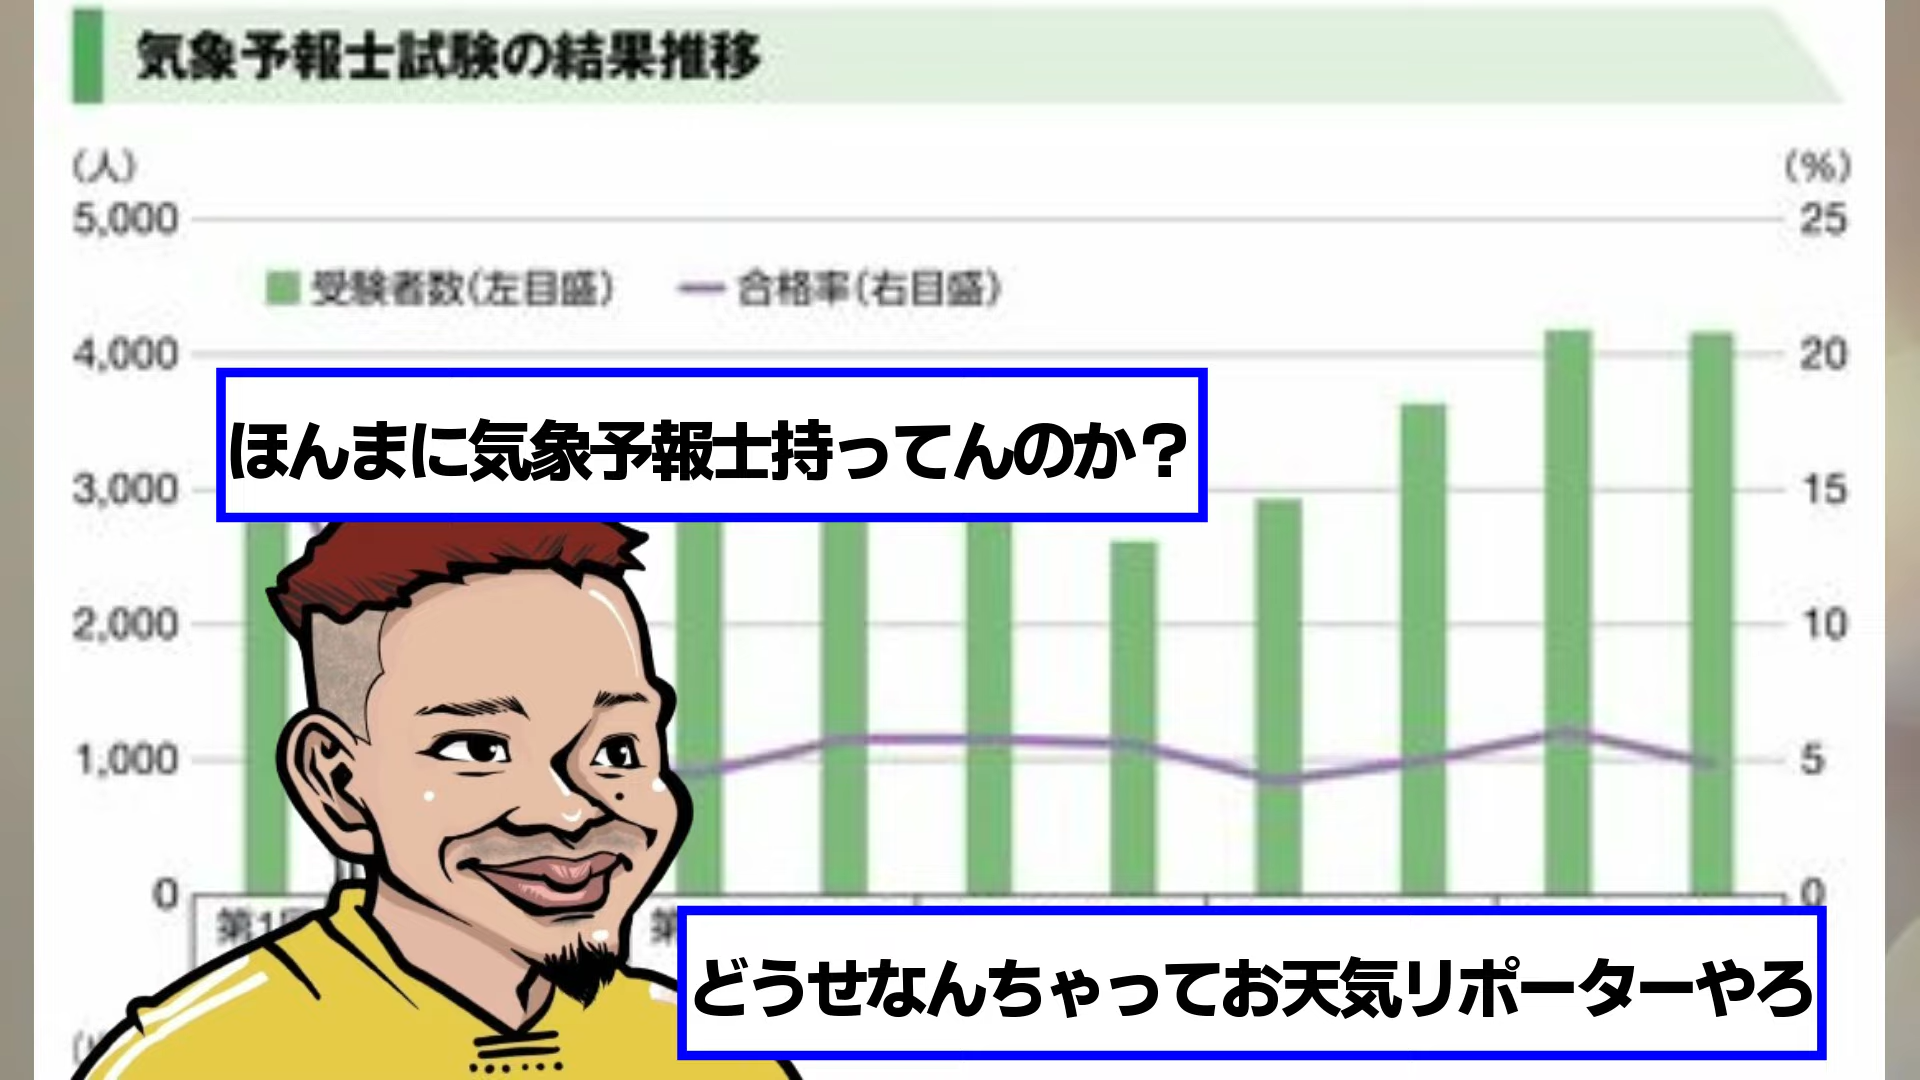 気象予報士試験の結果推移
(人)
(%)
5,000
25
受験者数(左目盛)
合格率(右目盛)
4,000
20
ほんまに気象予報士持ってんのか？
3,000
15
2,000
10
1,000
5
0
0
第1
第
どうせなんちゃってお天気リポーターやろ